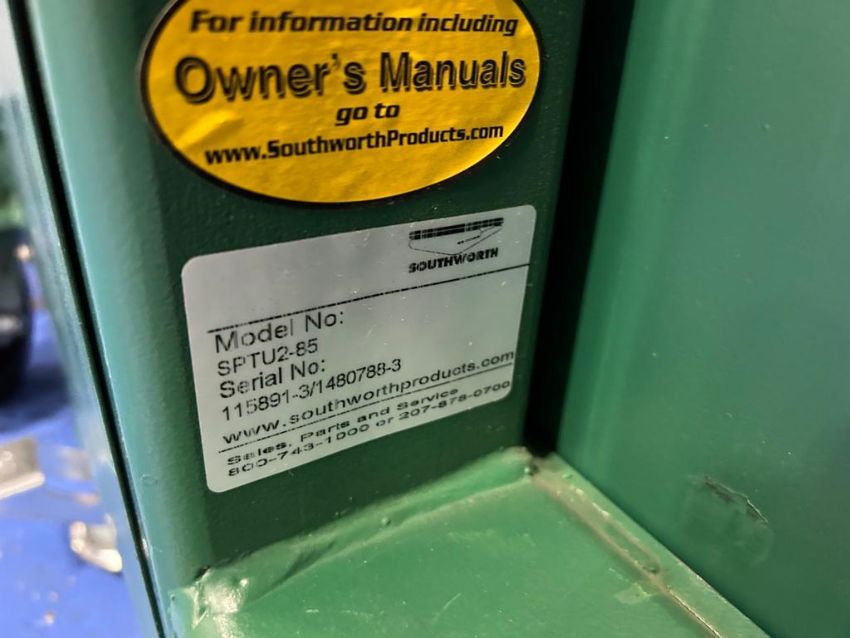 For information including
Owner's Manuals
go to
www.SouthworthProducts.com
SOUTHWORTH
Model No:
SPTU2-85
Serial No:
115891-3/1480788-3
www.southworthproducts.com
Sales, Parts and Service
800-743-1000 or 207-878-0700